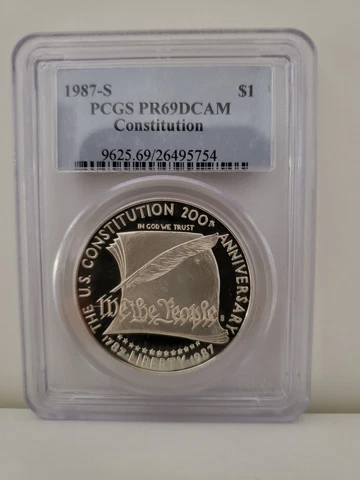 1987-S $1
PCGS PR69DCAM
Constitution
9625.69/26495754
THE U.S. CONSTITUTION 200th ANNIVERSARY
IN GOD WE TRUST
We the People
S
1787 LIBERTY 1987